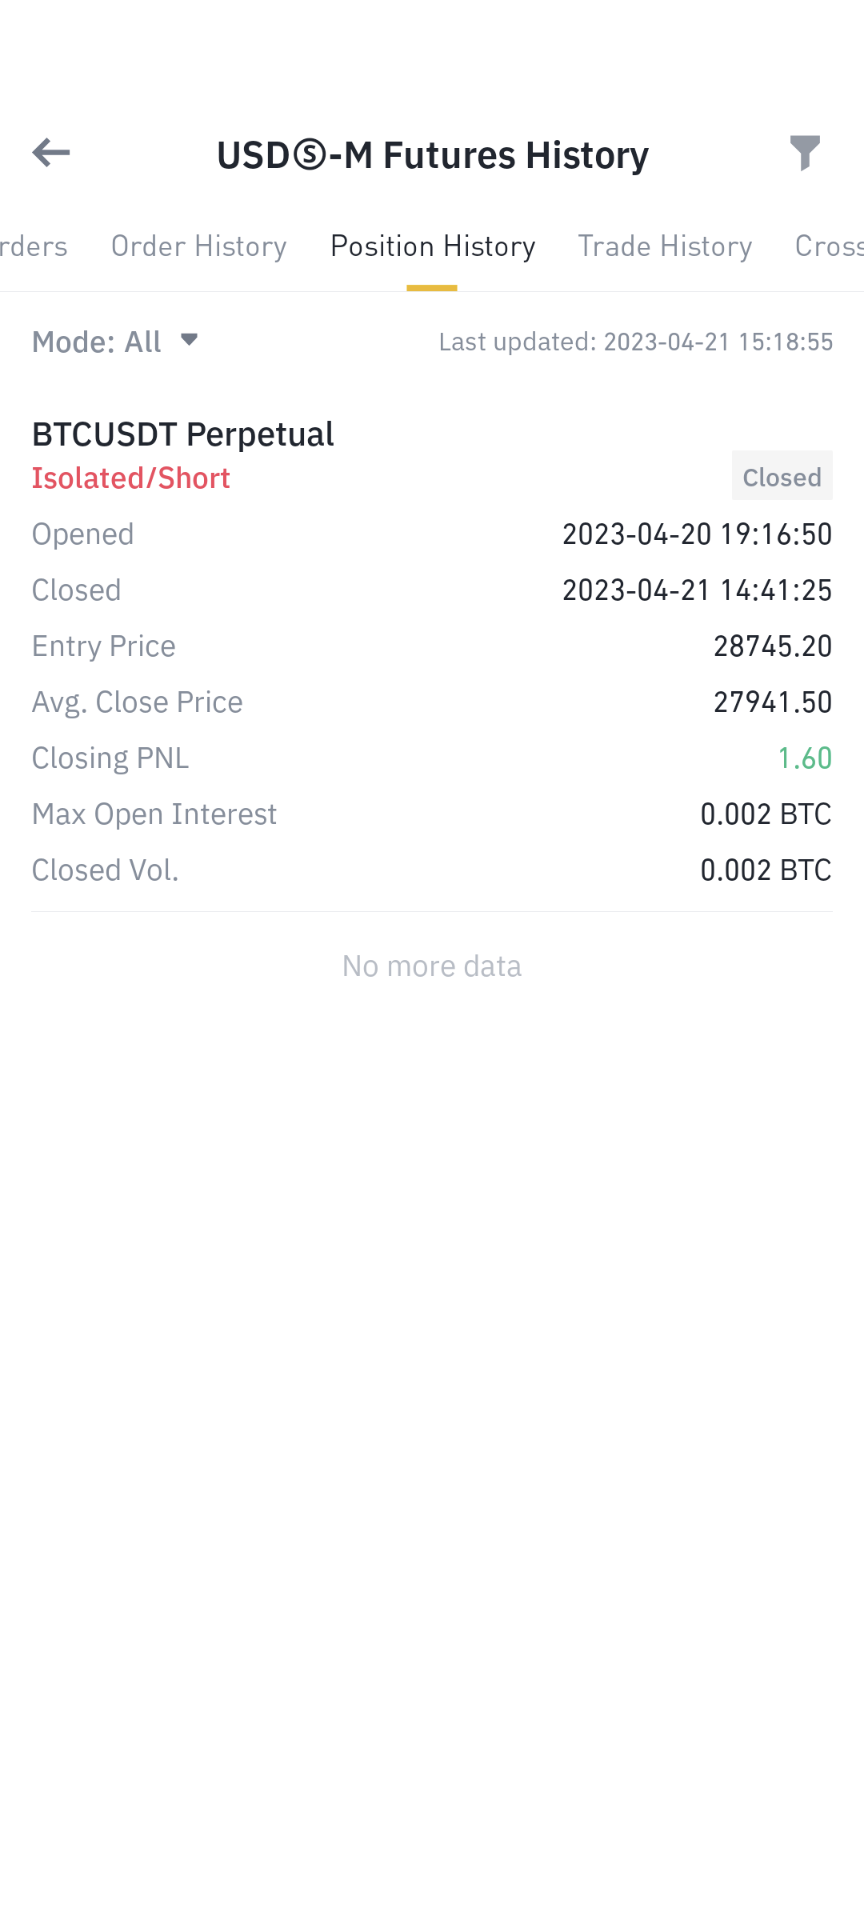 USDⓈ-M Futures History
rders Order History Position History Trade History Cross
Mode: All Last updated: 2023-04-21 15:18:55
BTCUSDT Perpetual
Isolated/Short Closed
Opened 2023-04-20 19:16:50
Closed 2023-04-21 14:41:25
Entry Price 28745.20
Avg. Close Price 27941.50
Closing PNL 1.60
Max Open Interest 0.002 BTC
Closed Vol. 0.002 BTC
No more data